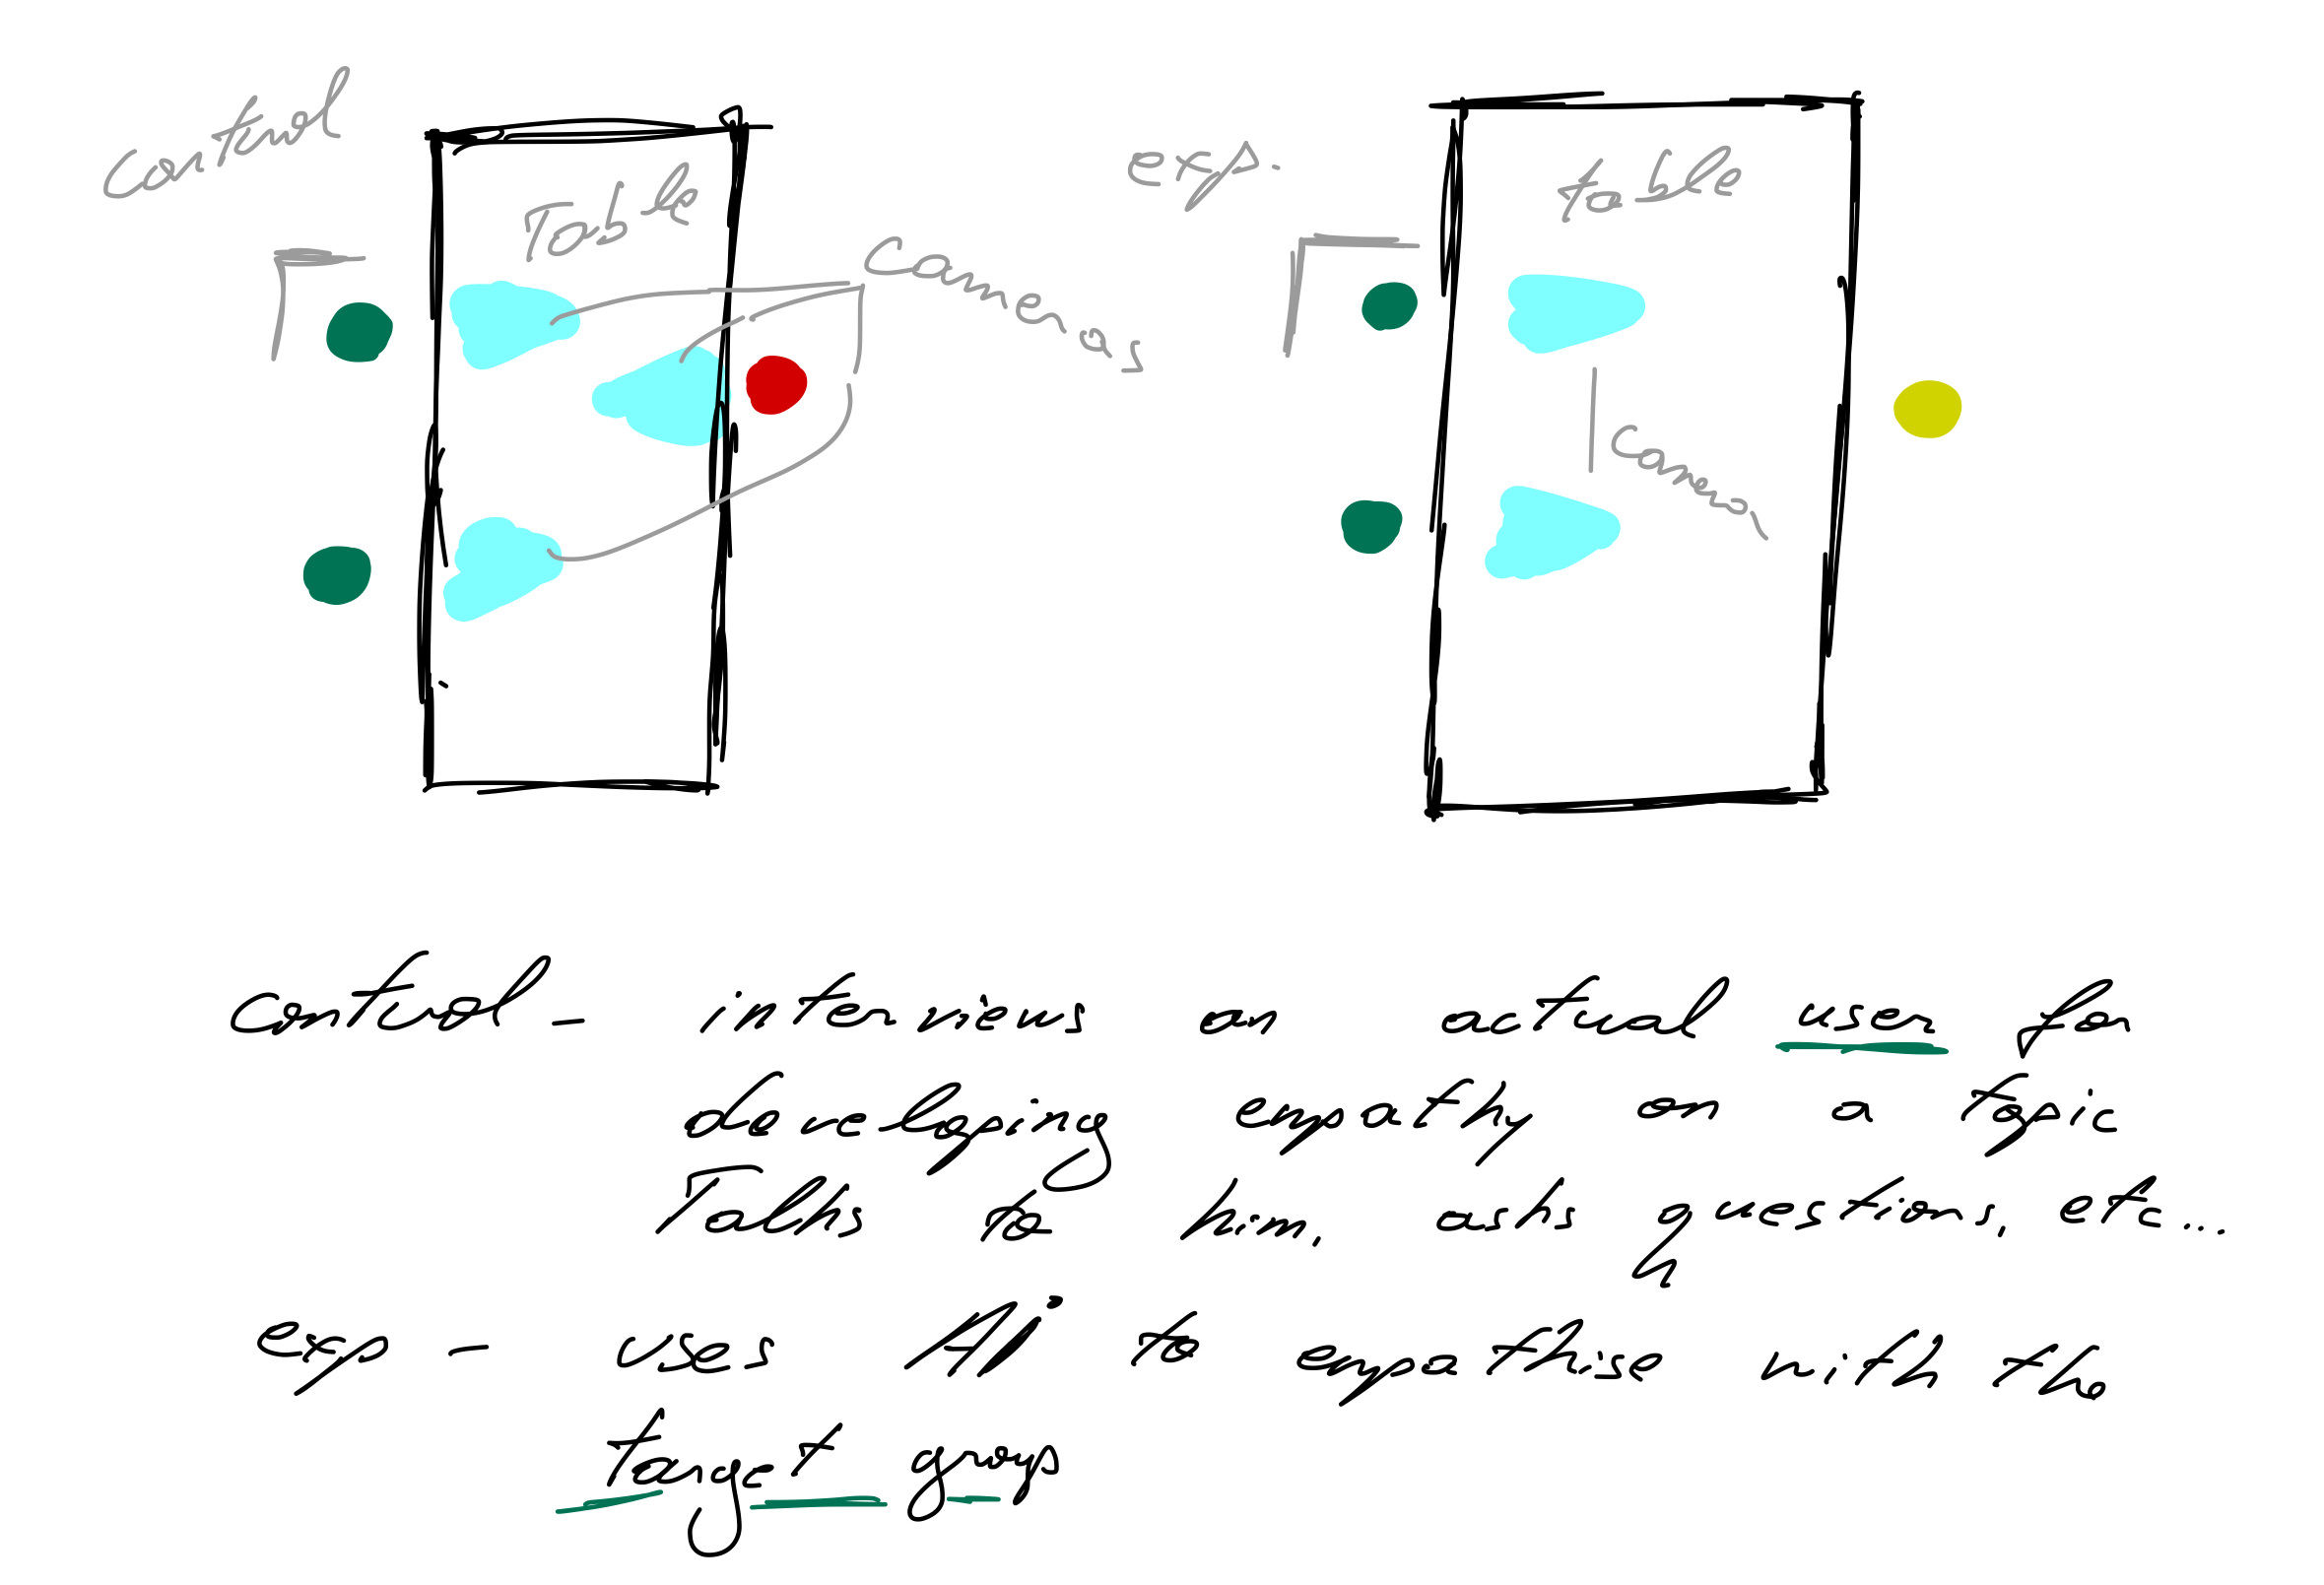 control
Table
Cameras
exp.
table
Camera
control - interviews an actual user for
developing empathy on a topic
Talks to him, asks questions, etc...
exp - uses AI to empathise with the
target group